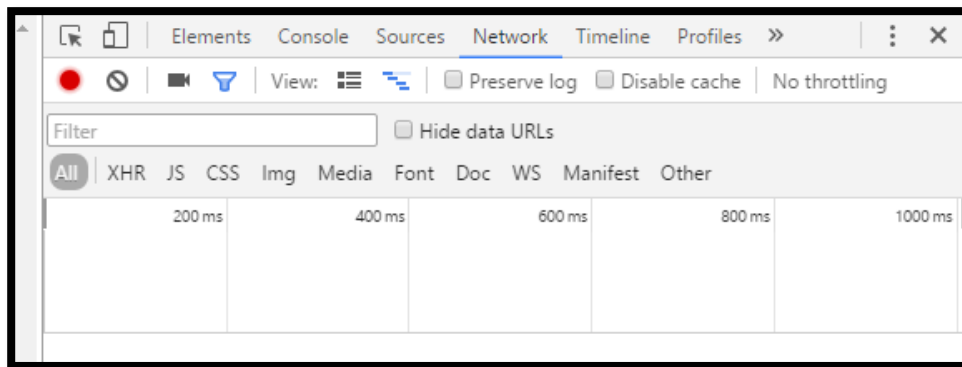 Elements Console Sources Network Timeline Profiles »
View: Preserve log Disable cache No throttling
Filter Hide data URLs
All XHR JS CSS Img Media Font Doc WS Manifest Other
200 ms 400 ms 600 ms 800 ms 1000 ms